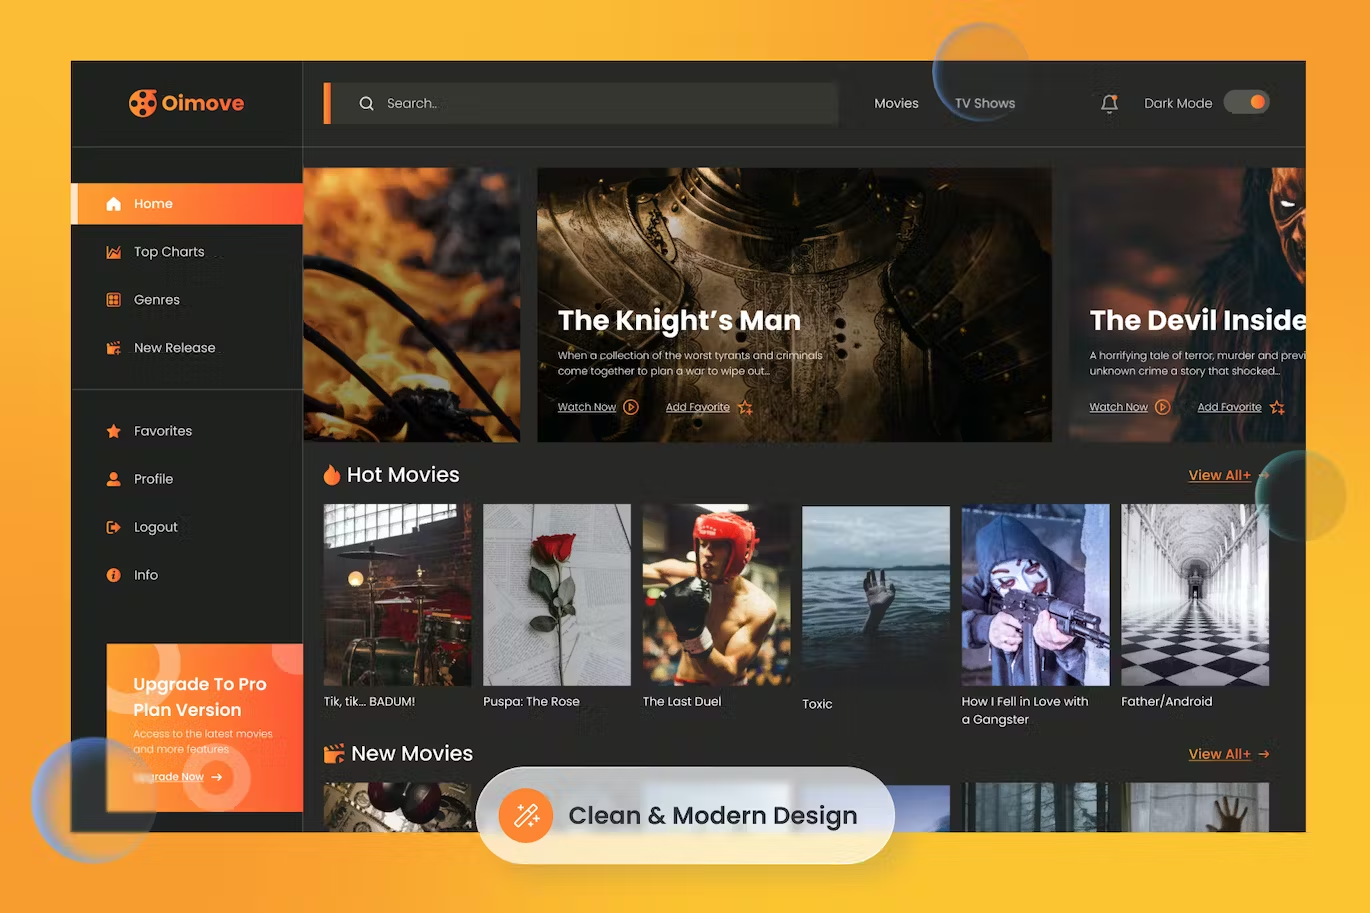 Oimove
Search..
Movies
TV Shows
Dark Mode
Home
Top Charts
Genres
New Release
Favorites
Profile
Logout
Info
Upgrade To Pro
Plan Version
Access to the latest movies
and more features
Upgrade Now
The Knight's Man
When a collection of the worst tyrants and criminals
come together to plan a war to wipe out...
Watch Now
Add Favorite
The Devil Inside
A horrifying tale of terror, murder and previ
unknown crime a story that shocked...
Watch Now
Add Favorite
Hot Movies
View All+
Tik, tik... BADUM!
Puspa: The Rose
The Last Duel
Toxic
How I Fell in Love with
a Gangster
Father/Android
New Movies
View All+
Clean & Modern Design